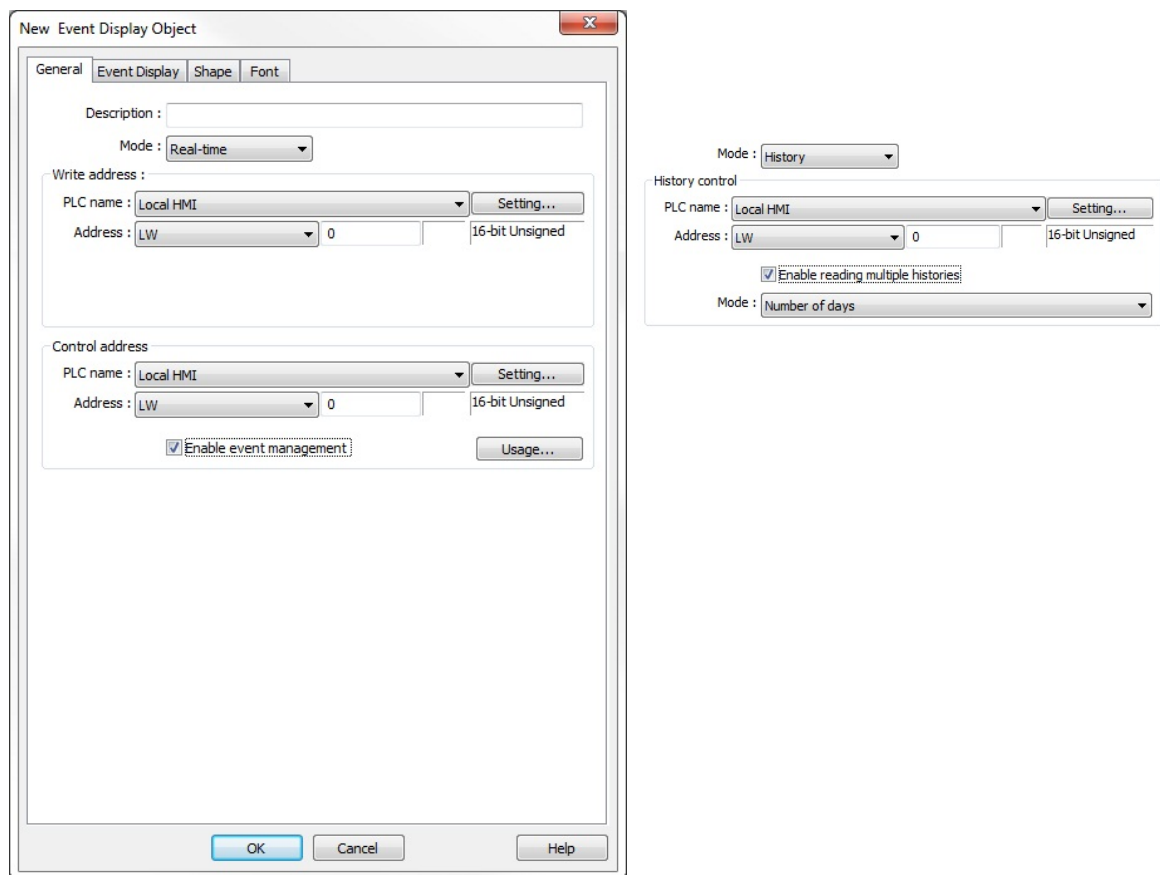 New Event Display Object
General Event Display Shape Font
Description :
Mode : Real-time
Write address :
PLC name : Local HMI Setting...
Address : LW 0 16-bit Unsigned
Control address
PLC name : Local HMI Setting...
Address : LW 0 16-bit Unsigned
Enable event management Usage...
OK Cancel Help
Mode : History
History control
PLC name : Local HMI Setting...
Address : LW 0 16-bit Unsigned
Enable reading multiple histories
Mode : Number of days